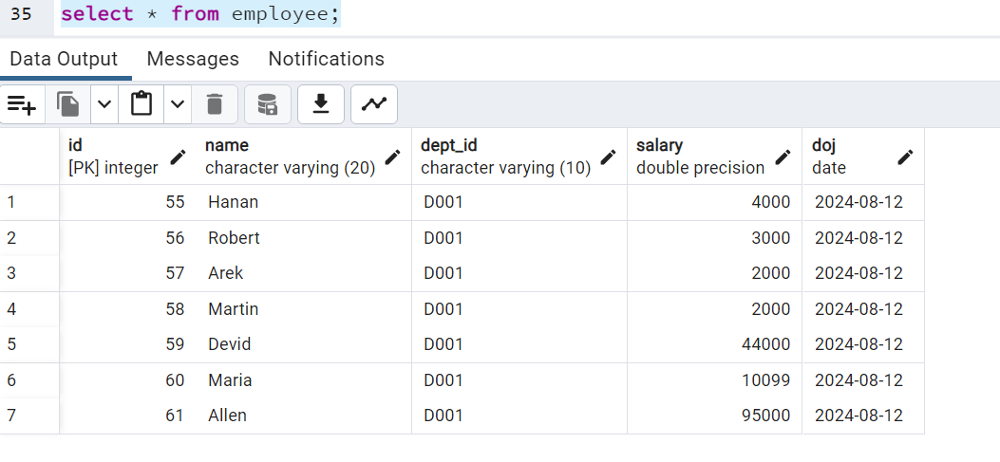 35 select * from employee;
Data Output Messages Notifications
id name dept_id salary doj
[PK] integer character varying (20) character varying (10) double precision date
1 55 Hanan D001 4000 2024-08-12
2 56 Robert D001 3000 2024-08-12
3 57 Arek D001 2000 2024-08-12
4 58 Martin D001 2000 2024-08-12
5 59 Devid D001 44000 2024-08-12
6 60 Maria D001 10099 2024-08-12
7 61 Allen D001 95000 2024-08-12